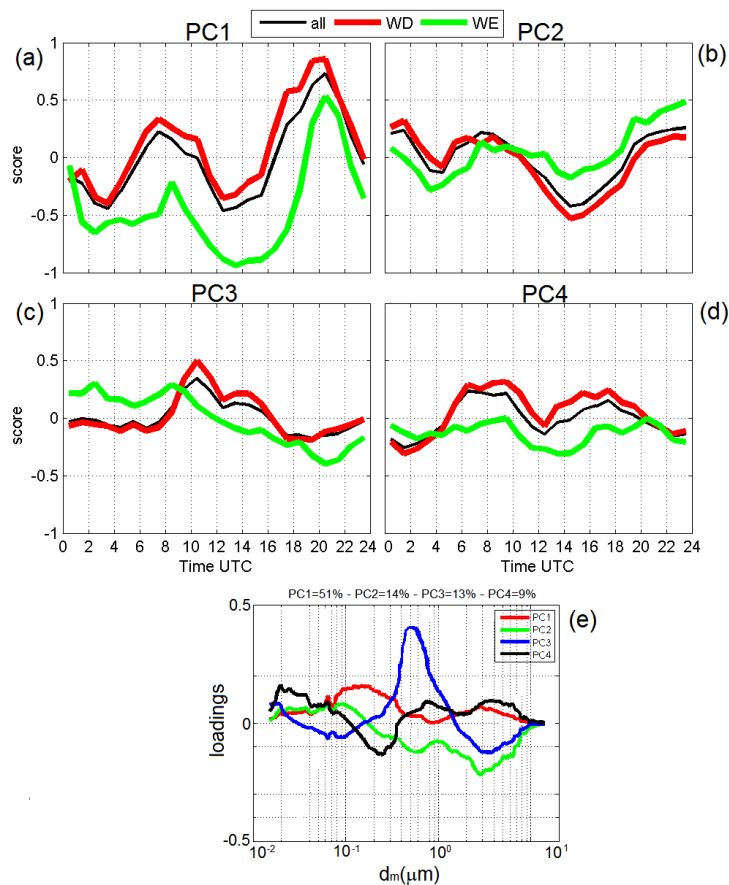 all WD WE
PC1 PC2
(a) (b)
1
0.5
0
-0.5
-1
score
PC3 PC4
(c) (d)
1
0.5
0
-0.5
-1
score
0 2 4 6 8 10 12 14 16 18 20 22 24
0 2 4 6 8 10 12 14 16 18 20 22 24
Time UTC Time UTC
PC1=51% - PC2=14% - PC3=13% - PC4=9%
(e)
PC1
PC2
PC3
PC4
0.5
0
-0.5
loadings
10-2 10-1 100 101
dm(μm)